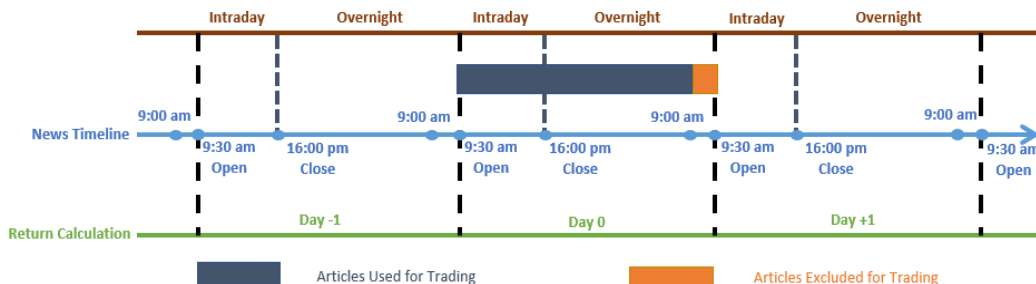 Intraday Overnight Intraday Overnight Intraday Overnight
9:00 am 9:00 am 9:00 am 9:00 am
News Timeline
9:30 am 16:00 pm 9:30 am 16:00 pm 9:30 am 16:00 pm 9:30 am
Open Close Open Close Open Close Open
Day -1 Day 0 Day +1
Return Calculation
Articles Used for Trading Articles Excluded for Trading